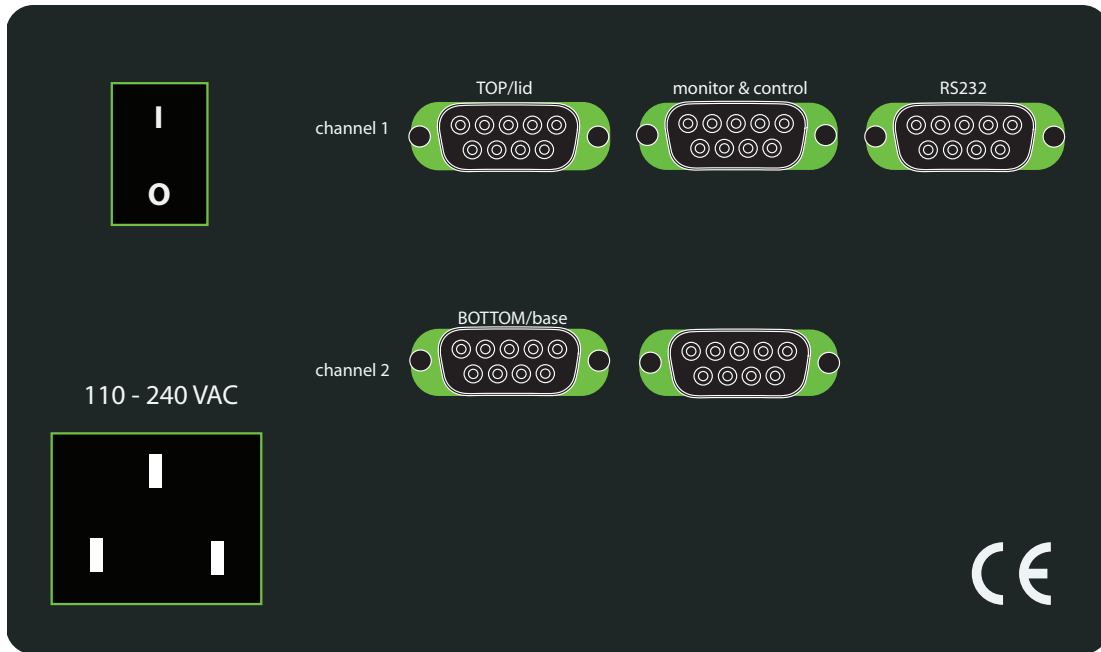 I
O
TOP/lid
monitor & control
RS232
channel 1
BOTTOM/base
channel 2
110 - 240 VAC
CE